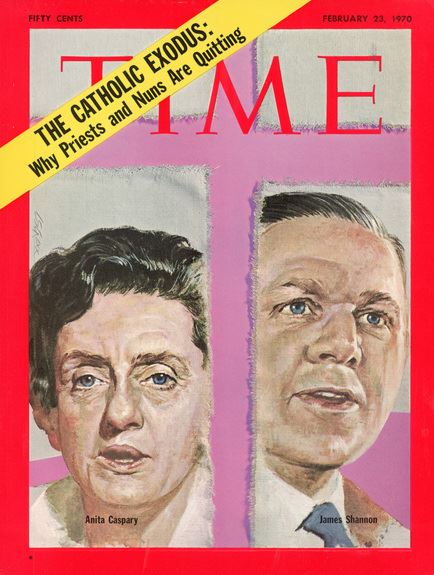 FIFTY CENTS
FEBRUARY 23, 1970
THE CATHOLIC EXODUS:
Why Priests and Nuns Are Quitting
TIME
Anita Caspary
James Shannon